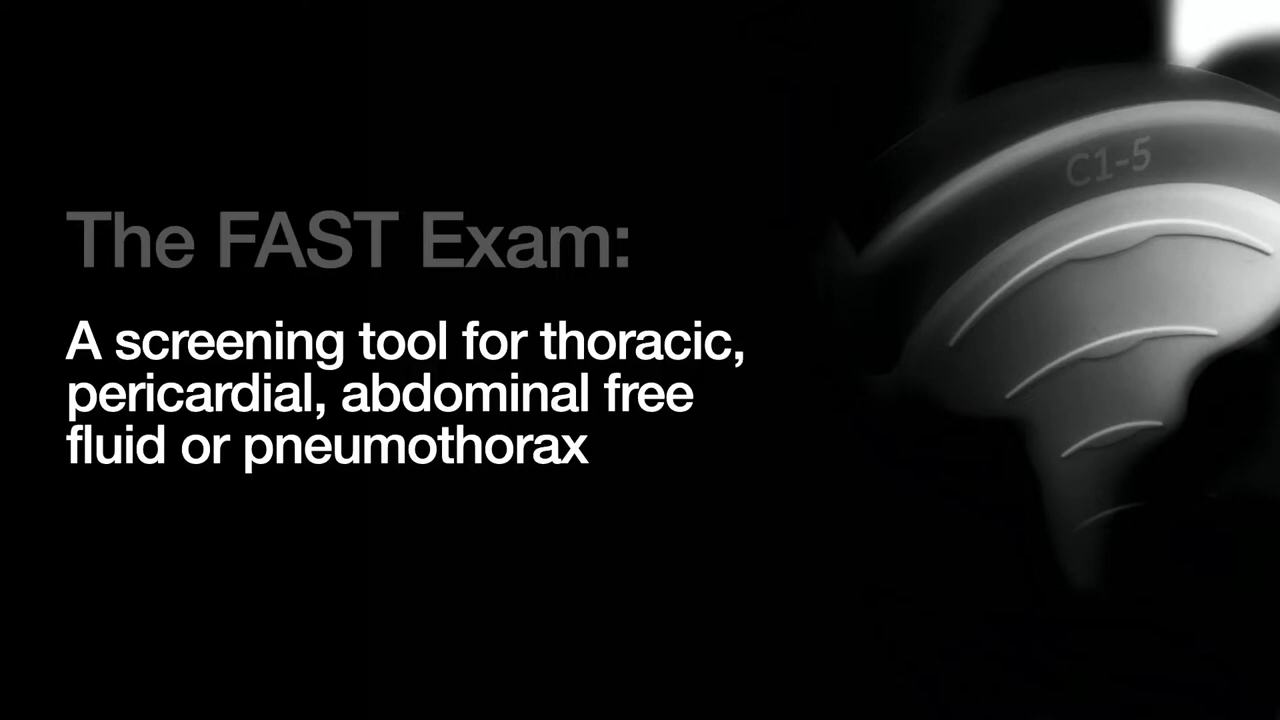 The FAST Exam:
A screening tool for thoracic,
pericardial, abdominal free
fluid or pneumothorax
C1-5